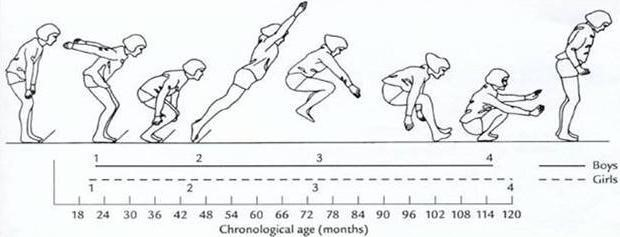 1 2 3 4 Boys
1 2 3 4 Girls
18 24 30 36 42 48 54 60 66 72 78 84 90 96 102 108 114 120
Chronological age (months)